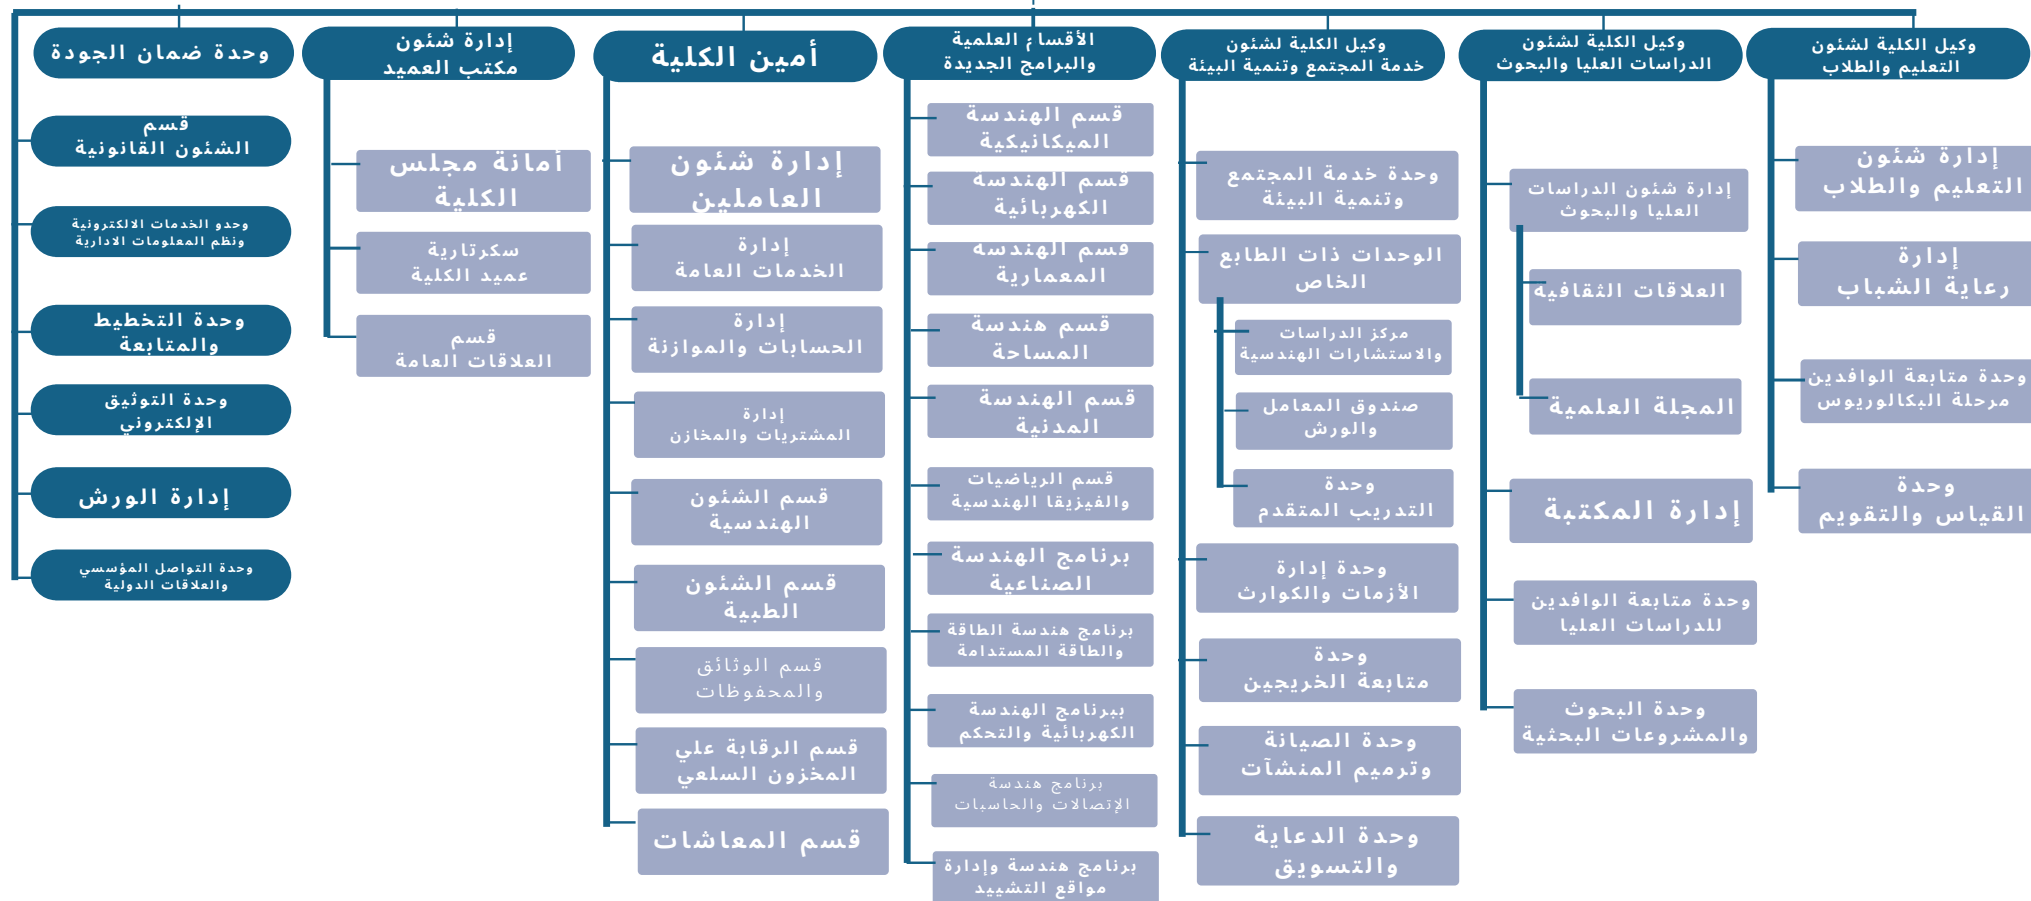 وكيل الكلية لشئون
التعليم والطلاب
إدارة شئون
التعليم والطلاب
إدارة
رعاية الشباب
وحدة متابعة الوافدين
مرحلة البكالوريوس
وحدة
القياس والتقويم
وكيل الكلية لشئون
الدراسات العليا والبحوث
إدارة شئون الدراسات
العليا والبحوث
العلاقات الثقافية
المجلة العلمية
إدارة المكتبة
وحدة متابعة الوافدين
للدراسات العليا
وحدة البحوث
والمشروعات البحثية
وكيل الكلية لشئون
خدمة المجتمع وتنمية البيئة
وحدة خدمة المجتمع
وتنمية البيئة
الوحدات ذات الطابع
الخاص
مركز الدراسات
والاستشارات الهندسية
صندوق المعامل
والورش
وحدة
التدريب المتقدم
وحدة إدارة
الأزمات والكوارث
وحدة
متابعة الخريجين
وحدة الصيانة
وترميم المنشآت
وحدة الدعاية
والتسويق
الأقسام العلمية
والبرامج الجديدة
قسم الهندسة
الميكانيكية
قسم الهندسة
الكهربائية
قسم الهندسة
المعمارية
قسم هندسة
المساحة
قسم الهندسة
المدنية
قسم الرياضيات
والفيزيقا الهندسية
برنامج الهندسة
الصناعية
برنامج هندسة الطاقة
والطاقة المستدامة
ببرنامج الهندسة
الكهربائية والتحكم
برنامج هندسة
الإتصالات والحاسبات
برنامج هندسة وإدارة
مواقع التشييد
أمين الكلية
إدارة شئون
العاملين
إدارة
الخدمات العامة
إدارة
الحسابات والموازنة
إدارة
المشتريات والمخازن
قسم الشئون
الهندسية
قسم الشئون
الطبية
قسم الوثائق
والمحفوظات
قسم الرقابة علي
المخزون السلعي
قسم المعاشات
إدارة شئون
مكتب العميد
أمانة مجلس
الكلية
سكرتارية
عميد الكلية
قسم
العلاقات العامة
وحدة ضمان الجودة
قسم
الشئون القانونية
وحدو الخدمات الالكترونية
ونظم المعلومات الادارية
وحدة التخطيط
والمتابعة
وحدة التوثيق
الإلكتروني
إدارة الورش
وحدة التواصل المؤسسي
والعلاقات الدولية